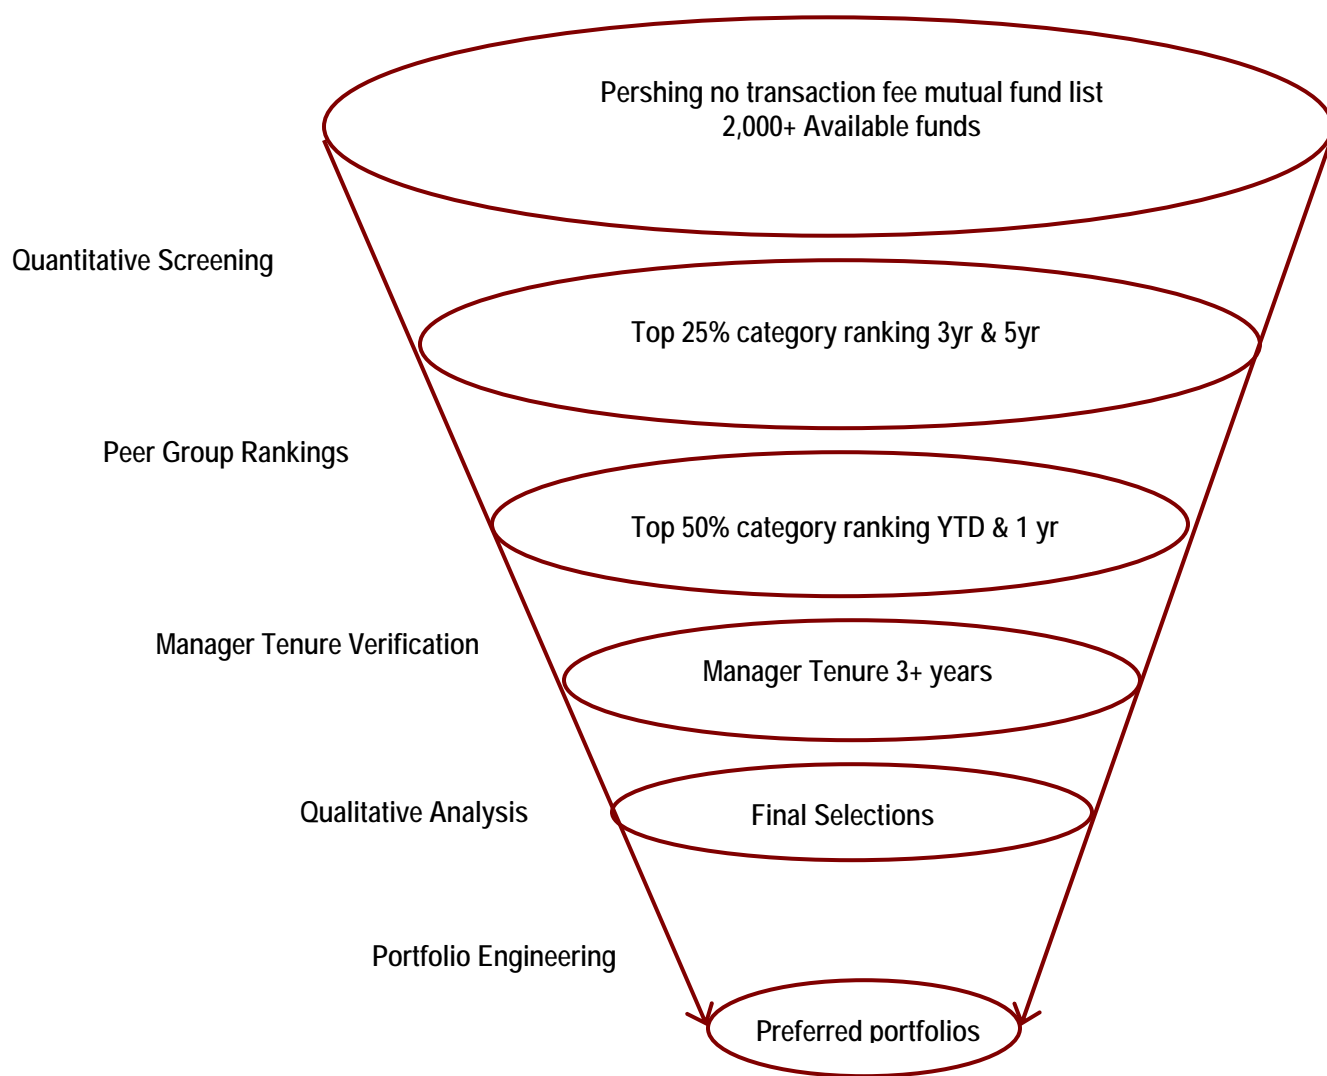 Pershing no transaction fee mutual fund list
2,000+ Available funds
Quantitative Screening
Top 25% category ranking 3yr & 5yr
Peer Group Rankings
Top 50% category ranking YTD & 1 yr
Manager Tenure Verification
Manager Tenure 3+ years
Qualitative Analysis
Final Selections
Portfolio Engineering
Preferred portfolios